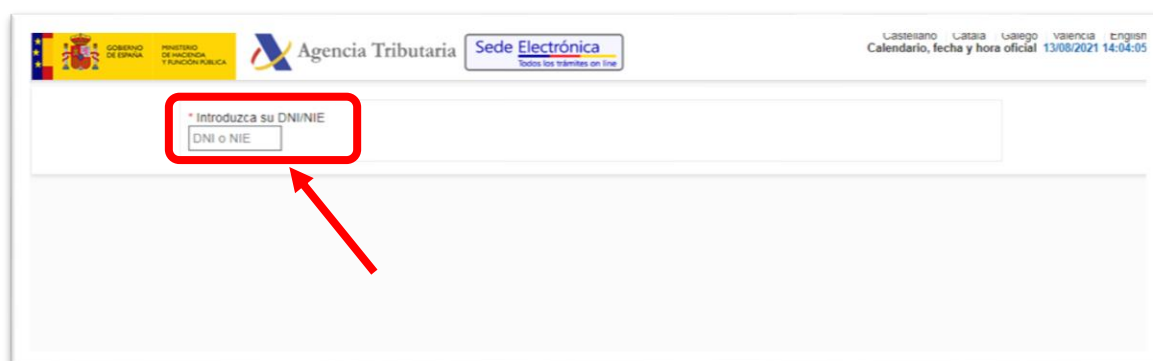 GOBIERNO
DE ESPAÑA
MINISTERIO
DE HACIENDA
Y FUNCIÓN PÚBLICA
Agencia Tributaria
Sede Electrónica
Todos los trámites on line
Castellano Català Galego Valencià English
Calendario, fecha y hora oficial 13/08/2021 14:04:05
* Introduzca su DNI/NIE
DNI o NIE